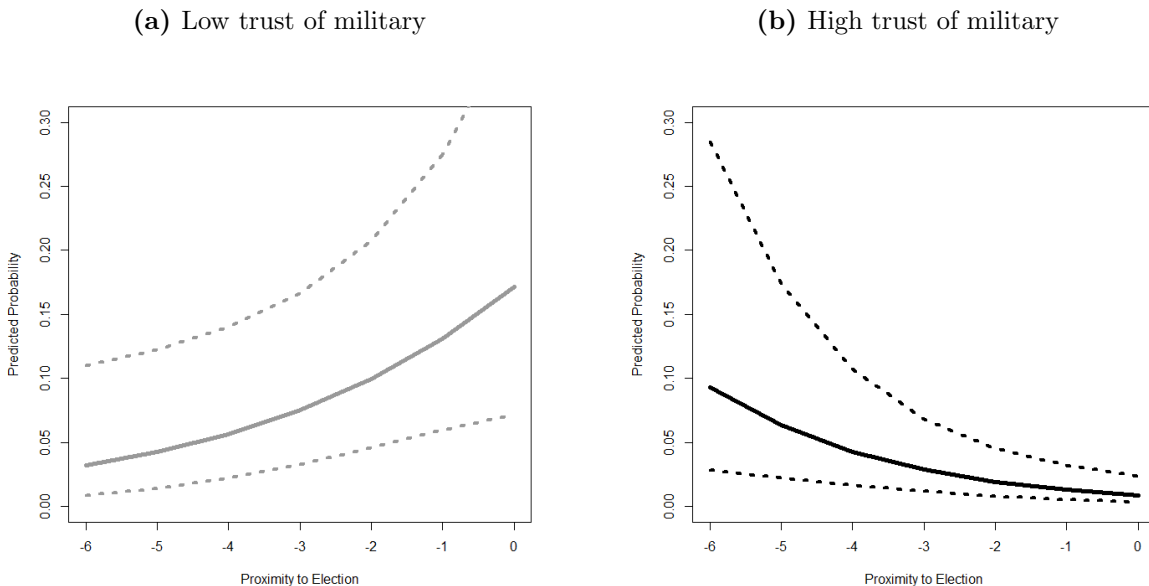 (a) Low trust of military
Predicted Probability
0.30
0.25
0.20
0.15
0.10
0.05
0.00
-6 -5 -4 -3 -2 -1 0
Proximity to Election
(b) High trust of military
Predicted Probability
0.30
0.25
0.20
0.15
0.10
0.05
0.00
-6 -5 -4 -3 -2 -1 0
Proximity to Election